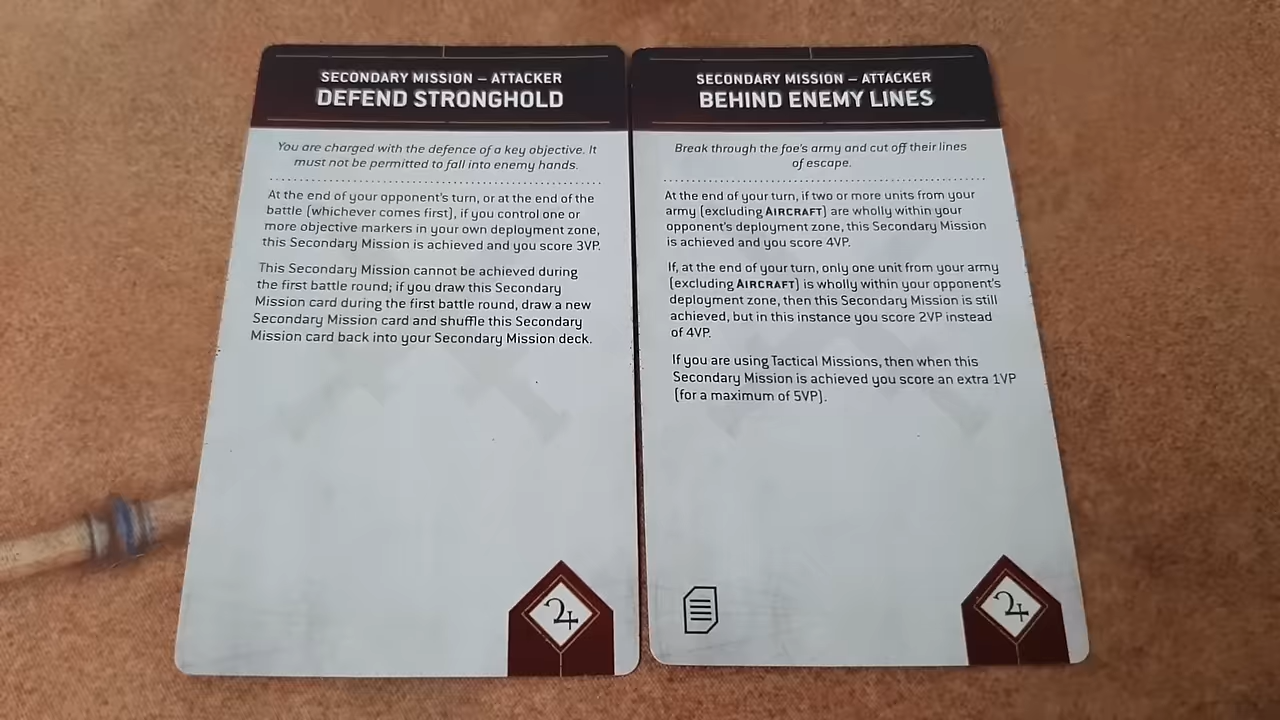 SECONDARY MISSION – ATTACKER
DEFEND STRONGHOLD
You are charged with the defence of a key objective. It
must not be permitted to fall into enemy hands.
At the end of your opponent's turn, or at the end of the
battle (whichever comes first), if you control one or
more objective markers in your own deployment zone,
this Secondary Mission is achieved and you score 3VP.
This Secondary Mission cannot be achieved during
the first battle round; if you draw this Secondary
Mission card during the first battle round, draw a new
Secondary Mission card and shuffle this Secondary
Mission card back into your Secondary Mission deck.
SECONDARY MISSION – ATTACKER
BEHIND ENEMY LINES
Break through the foe's army and cut off their lines
of escape.
At the end of your turn, if two or more units from your
army (excluding AIRCRAFT) are wholly within your
opponent's deployment zone, this Secondary Mission
is achieved and you score 4VP.
If, at the end of your turn, only one unit from your army
(excluding AIRCRAFT) is wholly within your opponent's
deployment zone, then this Secondary Mission is still
achieved, but in this instance you score 2VP instead
of 4VP.
If you are using Tactical Missions, then when this
Secondary Mission is achieved you score an extra 1VP
(for a maximum of 5VP).